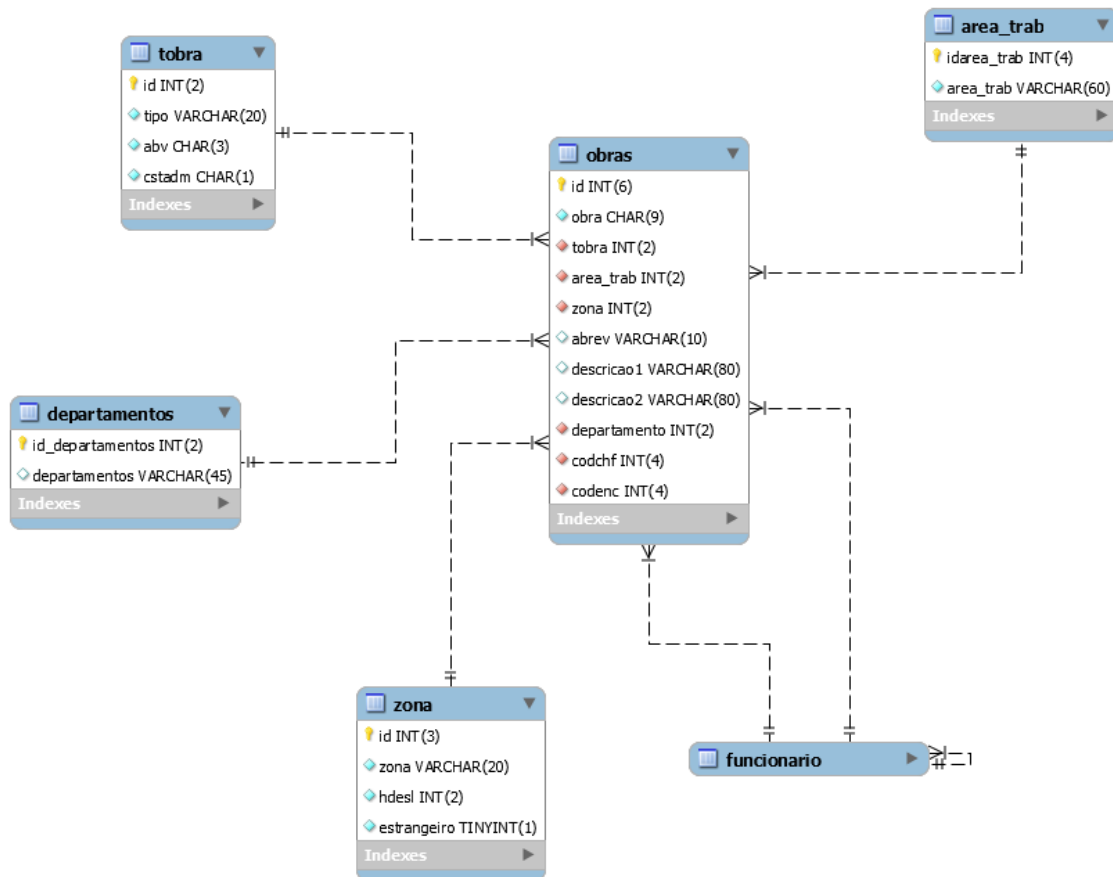 tobra
id INT(2)
tipo VARCHAR(20)
abv CHAR(3)
cstadm CHAR(1)
Indexes
area_trab
idarea_trab INT(4)
area_trab VARCHAR(60)
Indexes
obras
id INT(6)
obra CHAR(9)
tobra INT(2)
area_trab INT(2)
zona INT(2)
abrev VARCHAR(10)
descricao1 VARCHAR(80)
descricao2 VARCHAR(80)
departamento INT(2)
codchf INT(4)
codenc INT(4)
Indexes
departamentos
id_departamentos INT(2)
departamentos VARCHAR(45)
Indexes
zona
id INT(3)
zona VARCHAR(20)
hdesl INT(2)
estrangeiro TINYINT(1)
Indexes
funcionario